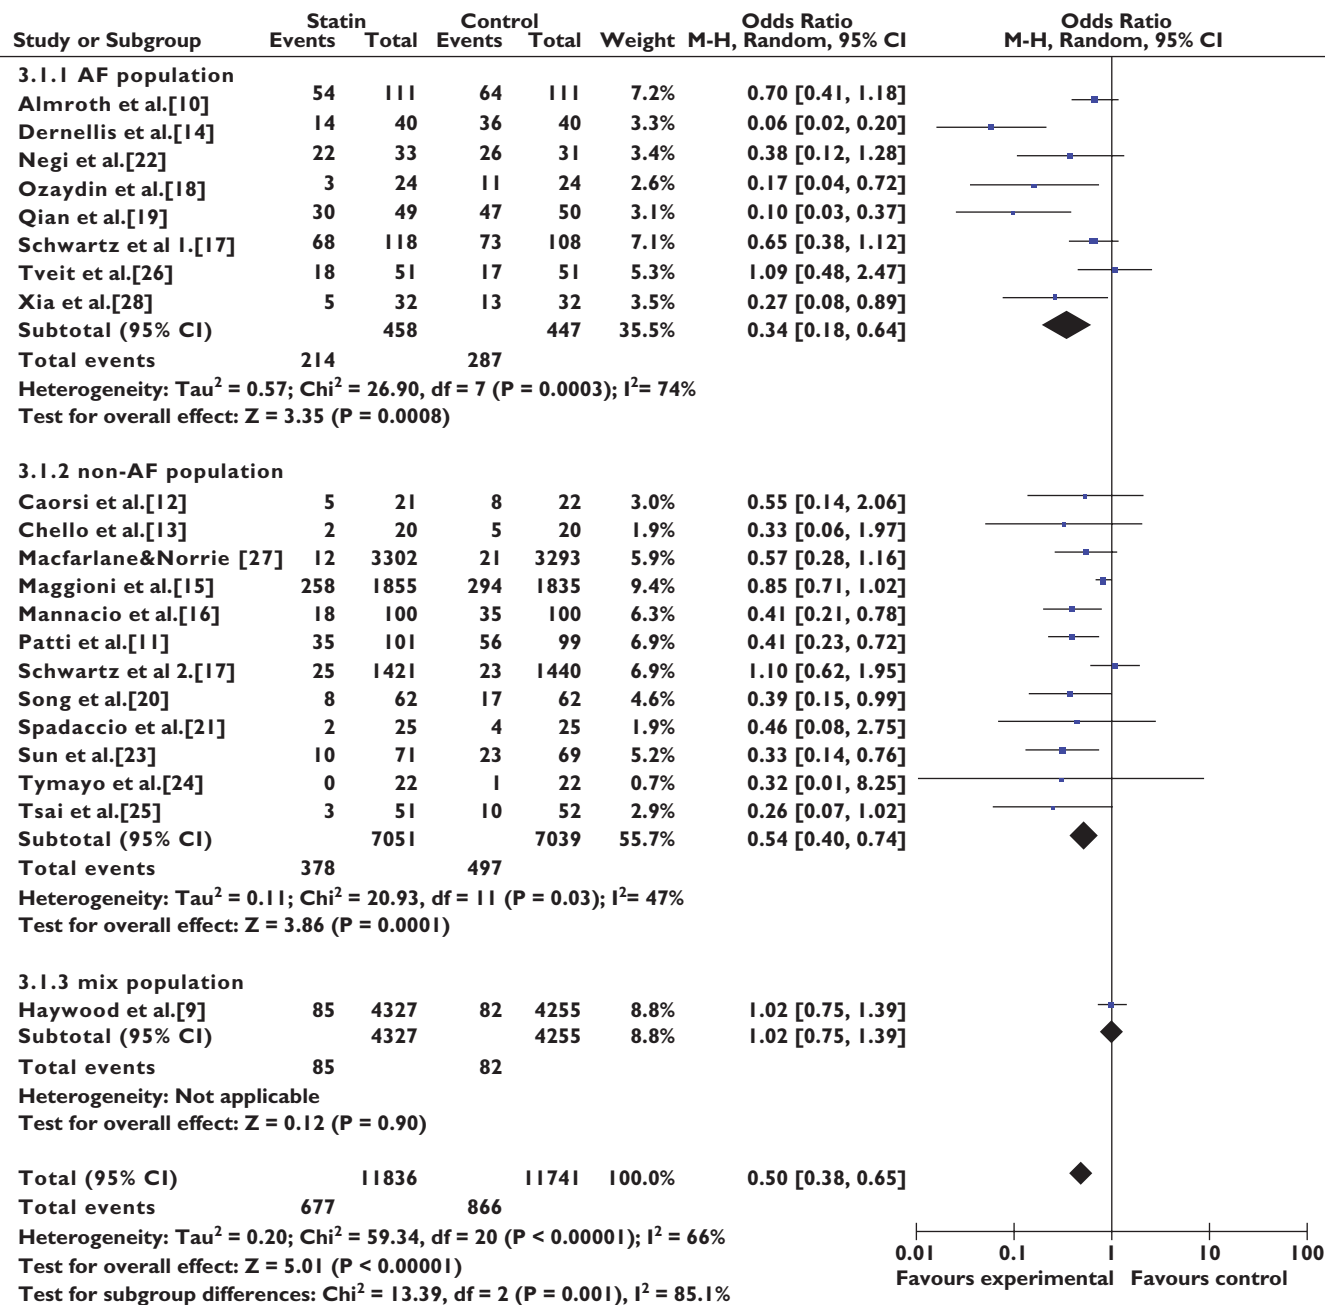 Statin Control Odds Ratio Odds Ratio
Study or Subgroup Events Total Events Total Weight M-H, Random, 95% CI M-H, Random, 95% CI
3.1.1 AF population
Almroth et al.[10] 54 111 64 111 7.2% 0.70 [0.41, 1.18]
Dernellis et al.[14] 14 40 36 40 3.3% 0.06 [0.02, 0.20]
Negi et al.[22] 22 33 26 31 3.4% 0.38 [0.12, 1.28]
Ozaydin et al.[18] 3 24 11 24 2.6% 0.17 [0.04, 0.72]
Qian et al.[19] 30 49 47 50 3.1% 0.10 [0.03, 0.37]
Schwartz et al 1.[17] 68 118 73 108 7.1% 0.65 [0.38, 1.12]
Tveit et al.[26] 18 51 17 51 5.3% 1.09 [0.48, 2.47]
Xia et al.[28] 5 32 13 32 3.5% 0.27 [0.08, 0.89]
Subtotal (95% CI) 458 447 35.5% 0.34 [0.18, 0.64]
Total events 214 287
Heterogeneity: Tau² = 0.57; Chi² = 26.90, df = 7 (P = 0.0003); I²= 74%
Test for overall effect: Z = 3.35 (P = 0.0008)
3.1.2 non-AF population
Caorsi et al.[12] 5 21 8 22 3.0% 0.55 [0.14, 2.06]
Chello et al.[13] 2 20 5 20 1.9% 0.33 [0.06, 1.97]
Macfarlane&Norrie [27] 12 3302 21 3293 5.9% 0.57 [0.28, 1.16]
Maggioni et al.[15] 258 1855 294 1835 9.4% 0.85 [0.71, 1.02]
Mannacio et al.[16] 18 100 35 100 6.3% 0.41 [0.21, 0.78]
Patti et al.[11] 35 101 56 99 6.9% 0.41 [0.23, 0.72]
Schwartz et al 2.[17] 25 1421 23 1440 6.9% 1.10 [0.62, 1.95]
Song et al.[20] 8 62 17 62 4.6% 0.39 [0.15, 0.99]
Spadaccio et al.[21] 2 25 4 25 1.9% 0.46 [0.08, 2.75]
Sun et al.[23] 10 71 23 69 5.2% 0.33 [0.14, 0.76]
Tymayo et al.[24] 0 22 1 22 0.7% 0.32 [0.01, 8.25]
Tsai et al.[25] 3 51 10 52 2.9% 0.26 [0.07, 1.02]
Subtotal (95% CI) 7051 7039 55.7% 0.54 [0.40, 0.74]
Total events 378 497
Heterogeneity: Tau² = 0.11; Chi² = 20.93, df = 11 (P = 0.03); I²= 47%
Test for overall effect: Z = 3.86 (P = 0.0001)
3.1.3 mix population
Haywood et al.[9] 85 4327 82 4255 8.8% 1.02 [0.75, 1.39]
Subtotal (95% CI) 4327 4255 8.8% 1.02 [0.75, 1.39]
Total events 85 82
Heterogeneity: Not applicable
Test for overall effect: Z = 0.12 (P = 0.90)
Total (95% CI) 11836 11741 100.0% 0.50 [0.38, 0.65]
Total events 677 866
Heterogeneity: Tau² = 0.20; Chi² = 59.34, df = 20 (P < 0.00001); I² = 66%
Test for overall effect: Z = 5.01 (P < 0.00001)
Test for subgroup differences: Chi² = 13.39, df = 2 (P = 0.001), I² = 85.1%
0.01 0.1 1 10 100
Favours experimental Favours control